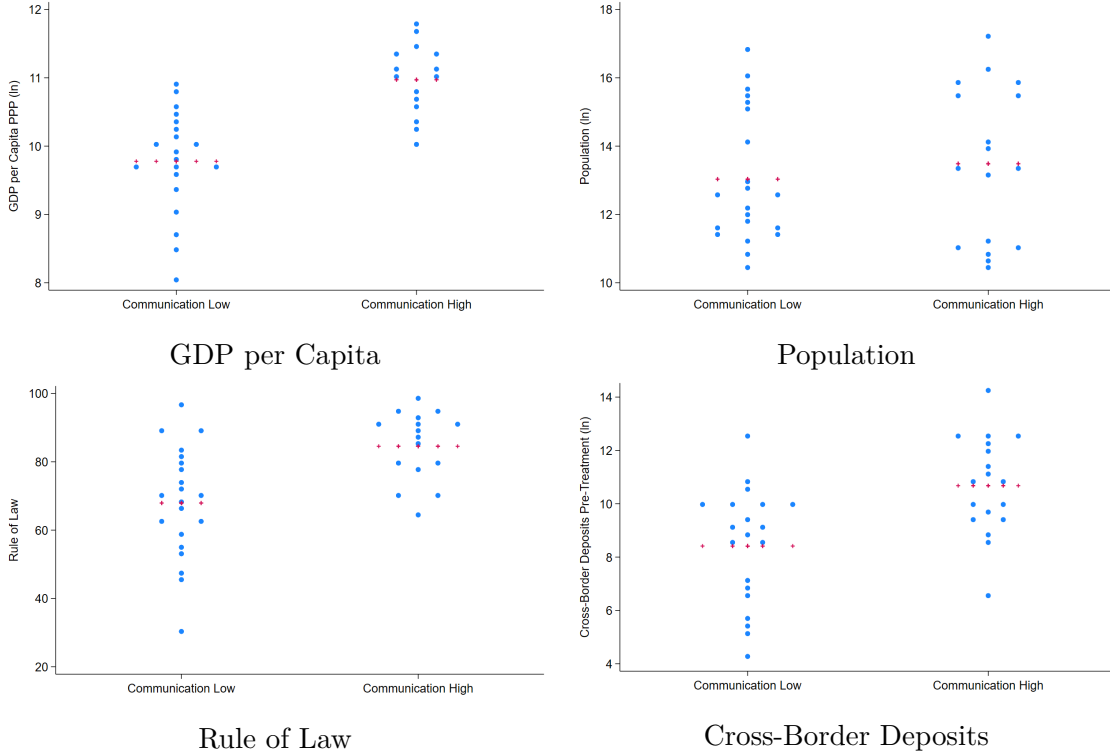 12
11
10
9
8
GDP per Capita PPP (ln)
Communication Low
Communication High
GDP per Capita
16
14
12
10
Population (ln)
Communication Low
Communication High
Population
100
80
60
40
20
Rule of Law
Communication Low
Communication High
Rule of Law
14
12
10
8
6
4
Cross-Border Deposits Pre-Treatment (ln)
Communication Low
Communication High
Cross-Border Deposits